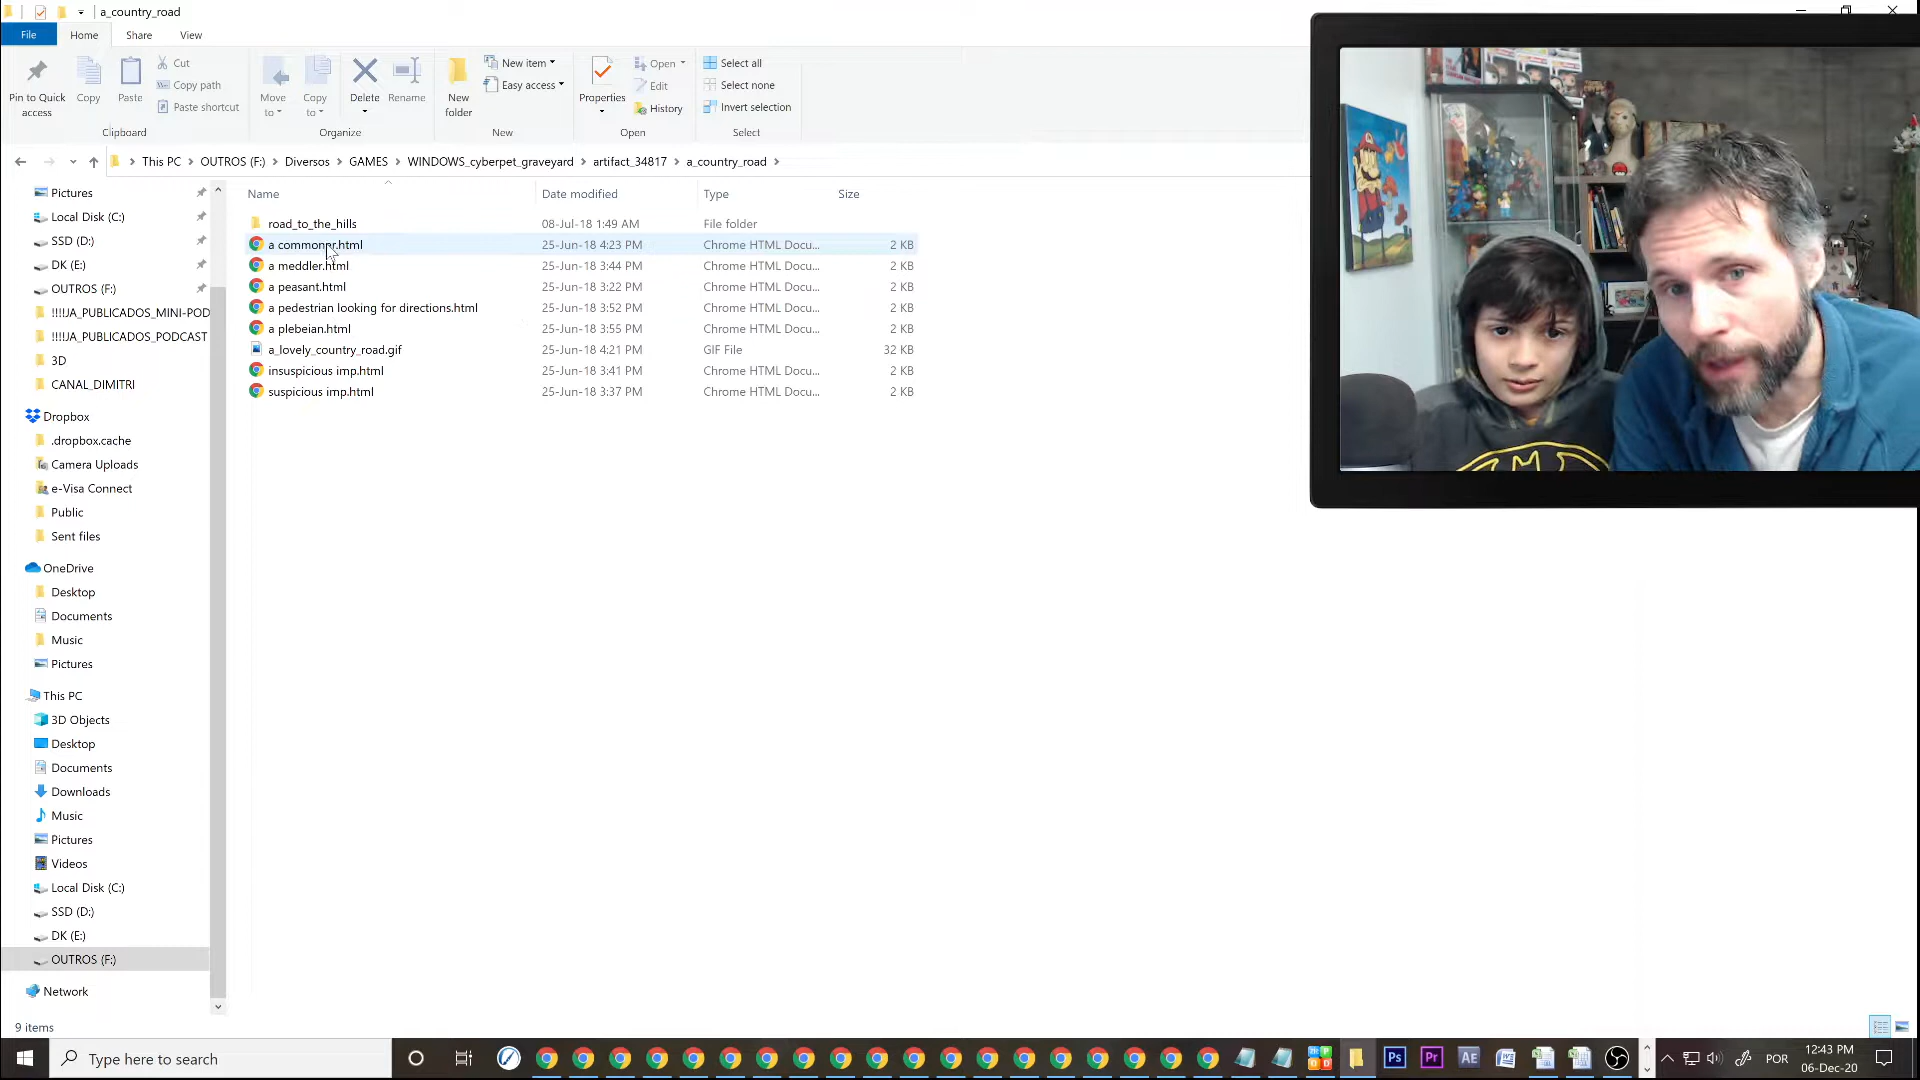 a_country_road
File Home Share View
Pin to Quick access
Copy
Paste
Cut
Copy path
Paste shortcut
Clipboard
Move to
Copy to
Delete
Rename
Organize
New folder
New item
Easy access
New
Properties
Open
Edit
History
Open
Select all
Select none
Invert selection
Select
This PC > OUTROS (F:) > Diversos > GAMES > WINDOWS_cyberpet_graveyard > artifact_34817 > a_country_road >
Name Date modified Type Size
road_to_the_hills 08-Jul-18 1:49 AM File folder
a commoner.html 25-Jun-18 4:23 PM Chrome HTML Docu... 2 KB
a meddler.html 25-Jun-18 3:44 PM Chrome HTML Docu... 2 KB
a peasant.html 25-Jun-18 3:22 PM Chrome HTML Docu... 2 KB
a pedestrian looking for directions.html 25-Jun-18 3:52 PM Chrome HTML Docu... 2 KB
a plebeian.html 25-Jun-18 3:55 PM Chrome HTML Docu... 2 KB
a_lovely_country_road.gif 25-Jun-18 4:21 PM GIF File 32 KB
insuspicious imp.html 25-Jun-18 3:41 PM Chrome HTML Docu... 2 KB
suspicious imp.html 25-Jun-18 3:37 PM Chrome HTML Docu... 2 KB
Pictures
Local Disk (C:)
SSD (D:)
DK (E:)
OUTROS (F:)
!!!!JA_PUBLICADOS_MINI-POD
!!!!JA_PUBLICADOS_PODCAST
3D
CANAL_DIMITRI
Dropbox
.dropbox.cache
Camera Uploads
e-Visa Connect
Public
Sent files
OneDrive
Desktop
Documents
Music
Pictures
This PC
3D Objects
Desktop
Documents
Downloads
Music
Pictures
Videos
Local Disk (C:)
SSD (D:)
DK (E:)
OUTROS (F:)
Network
9 items
Type here to search
Ps Pr AE
POR
12:43 PM
06-Dec-20